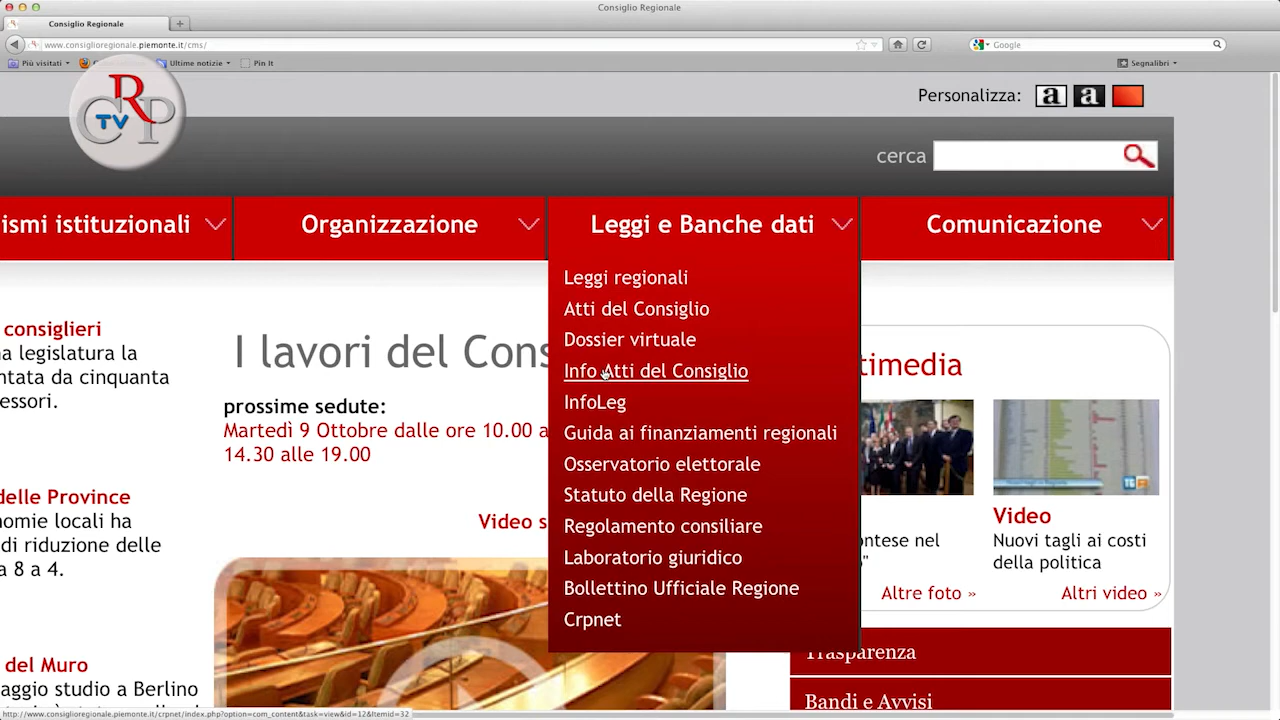 Consiglio Regionale
Consiglio Regionale
www.consiglioregionale.piemonte.it/cms/
Google
Più visitati
Ultime notizie
Pin It
Segnalibri
CRP
TV
Personalizza: a a
cerca
ismi istituzionali
Organizzazione
Leggi e Banche dati
Comunicazione
Leggi regionali
Atti del Consiglio
Dossier virtuale
Info Atti del Consiglio
InfoLeg
Guida ai finanziamenti regionali
Osservatorio elettorale
Statuto della Regione
Regolamento consiliare
Laboratorio giuridico
Bollettino Ufficiale Regione
Crpnet
consiglieri
a legislatura la
ntata da cinquanta
essori.
delle Province
nomie locali ha
di riduzione delle
a 8 a 4.
del Muro
aggio studio a Berlino
I lavori del Cons
prossime sedute:
Martedì 9 Ottobre dalle ore 10.00 a
14.30 alle 19.00
Video s
timedia
ontese nel
"
Altre foto »
Video
Nuovi tagli ai costi
della politica
Altri video »
Trasparenza
Bandi e Avvisi
http://www.consiglioregionale.piemonte.it/crpnet/index.php?option=com_content&task=view&id=12&Itemid=32